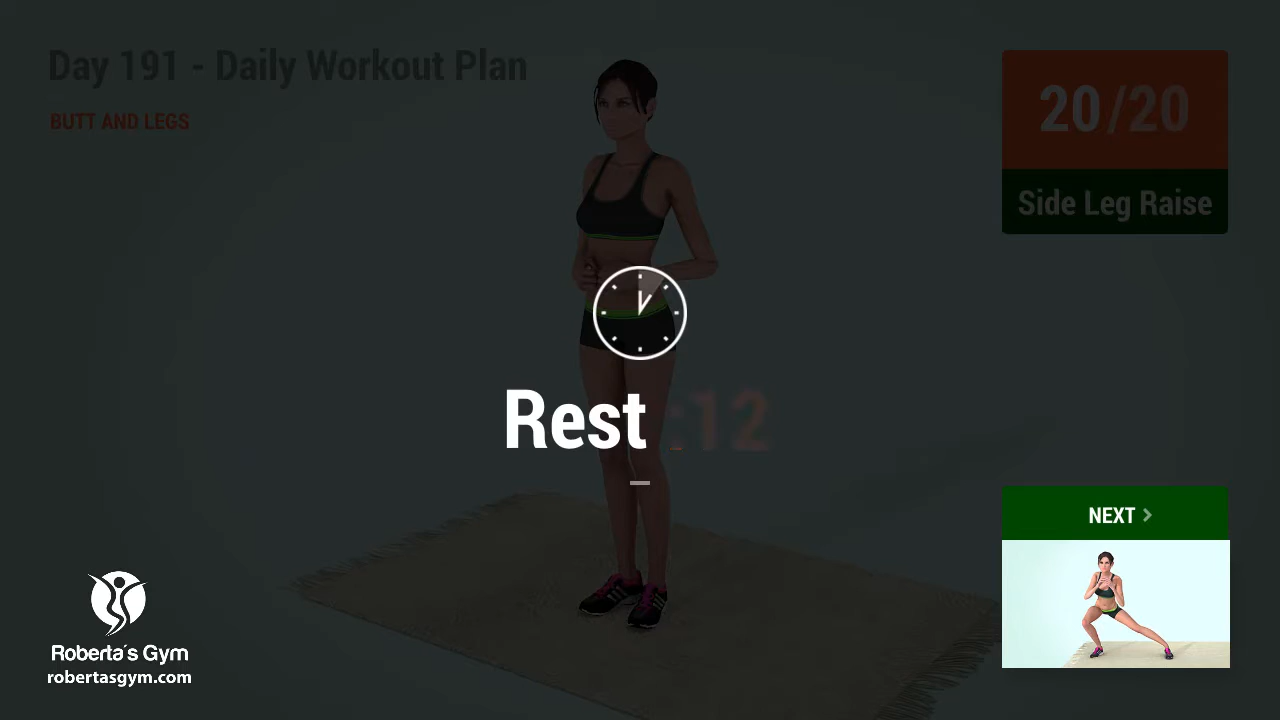 Day 191 - Daily Workout Plan
BUTT AND LEGS
20/20
Side Leg Raise
Rest :12
NEXT
Roberta's Gym
robertasgym.com